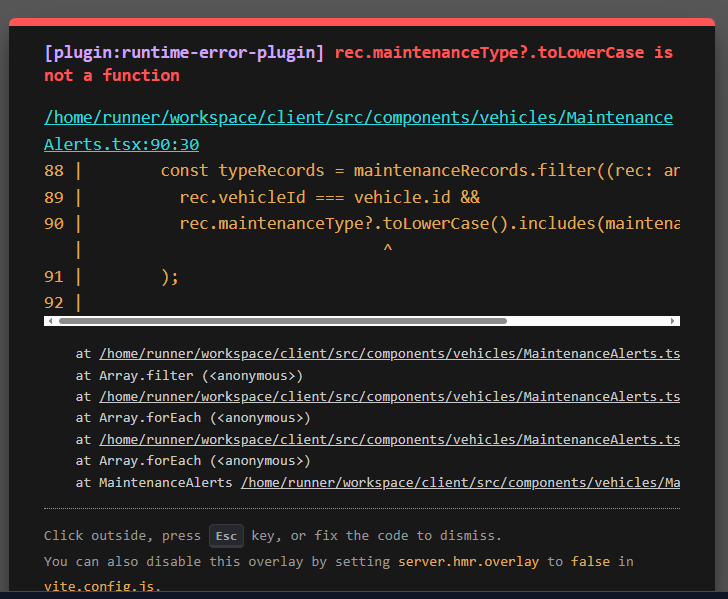 [plugin:runtime-error-plugin] rec.maintenanceType?.toLowerCase is
not a function
/home/runner/workspace/client/src/components/vehicles/Maintenance
Alerts.tsx:90:30
88 |        const typeRecords = maintenanceRecords.filter((rec: an
89 |          rec.vehicleId === vehicle.id &&
90 |          rec.maintenanceType?.toLowerCase().includes(maintena
   |                              ^
91 |        );
92 |
at /home/runner/workspace/client/src/components/vehicles/MaintenanceAlerts.ts
at Array.filter (<anonymous>)
at /home/runner/workspace/client/src/components/vehicles/MaintenanceAlerts.ts
at Array.forEach (<anonymous>)
at /home/runner/workspace/client/src/components/vehicles/MaintenanceAlerts.ts
at Array.forEach (<anonymous>)
at MaintenanceAlerts /home/runner/workspace/client/src/components/vehicles/Ma
Click outside, press Esc key, or fix the code to dismiss.
You can also disable this overlay by setting server.hmr.overlay to false in
vite.config.js.